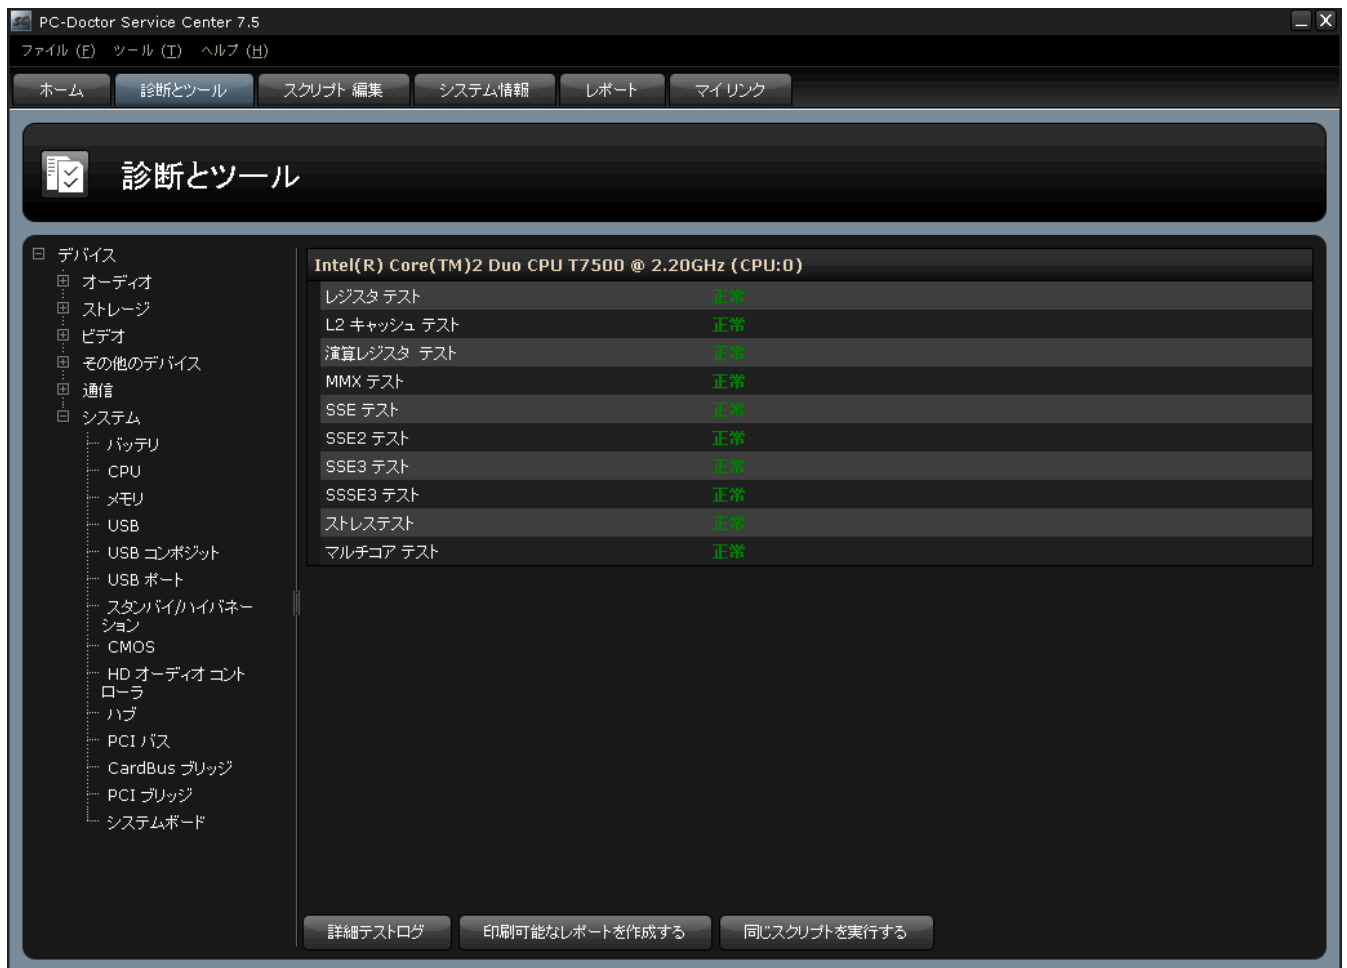 PC-Doctor Service Center 7.5
ファイル (F) ツール (T) ヘルプ (H)
ホーム 診断とツール スクリプト 編集 システム情報 レポート マイ リンク
診断とツール
デバイス
オーディオ
ストレージ
ビデオ
その他のデバイス
通信
システム
バッテリ
CPU
メモリ
USB
USB コンポジット
USB ポート
スタンバイ/ハイバネー
ション
CMOS
HD オーディオ コント
ローラ
ハブ
PCI バス
CardBus ブリッジ
PCI ブリッジ
システムボード
Intel(R) Core(TM)2 Duo CPU T7500 @ 2.20GHz (CPU:0)
レジスタ テスト 正常
L2 キャッシュ テスト 正常
演算レジスタ テスト 正常
MMX テスト 正常
SSE テスト 正常
SSE2 テスト 正常
SSE3 テスト 正常
SSSE3 テスト 正常
ストレステスト 正常
マルチコア テスト 正常
詳細テストログ 印刷可能なレポートを作成する 同じスクリプトを実行する